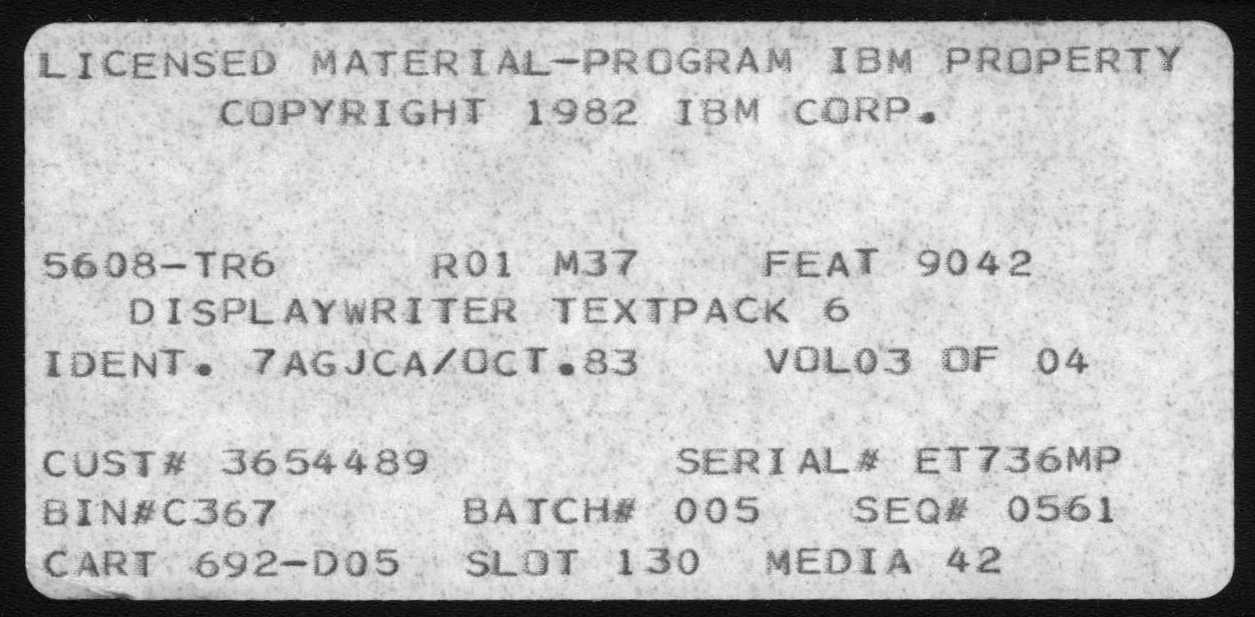 LICENSED MATERIAL-PROGRAM IBM PROPERTY
COPYRIGHT 1982 IBM CORP.
5608-TR6 R01 M37 FEAT 9042
DISPLAYWRITER TEXTPACK 6
IDENT. 7AGJCA/OCT.83 VOL03 OF 04
CUST# 3654489 SERIAL# ET736MP
BIN#C367 BATCH# 005 SEQ# 0561
CART 692-D05 SLOT 130 MEDIA 42